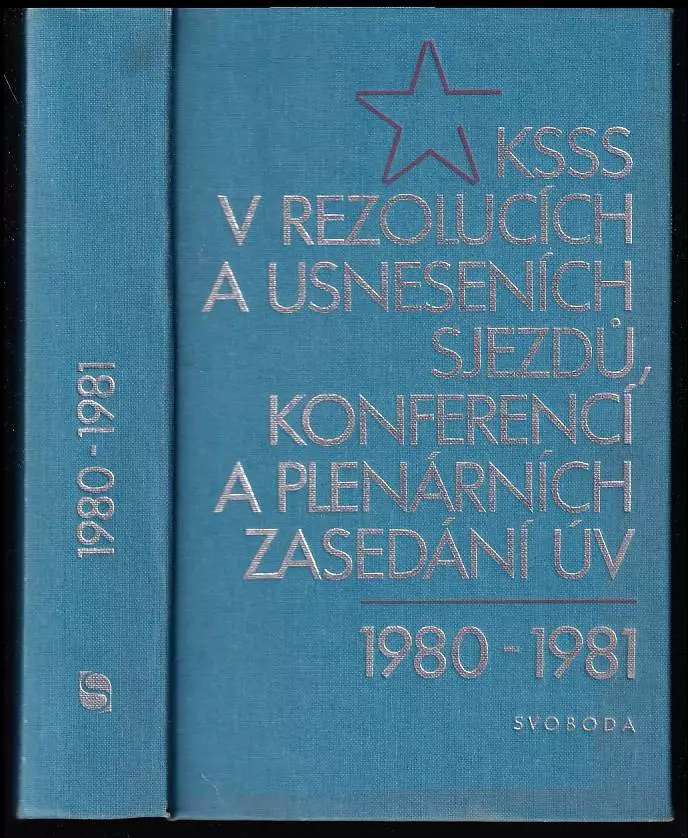 1980-1981
KSSS
V REZOLUCÍCH
A USNESENÍCH
SJEZDŮ,
KONFERENCÍ
A PLENÁRNÍCH
ZASEDÁNÍ ÚV
1980-1981
SVOBODA